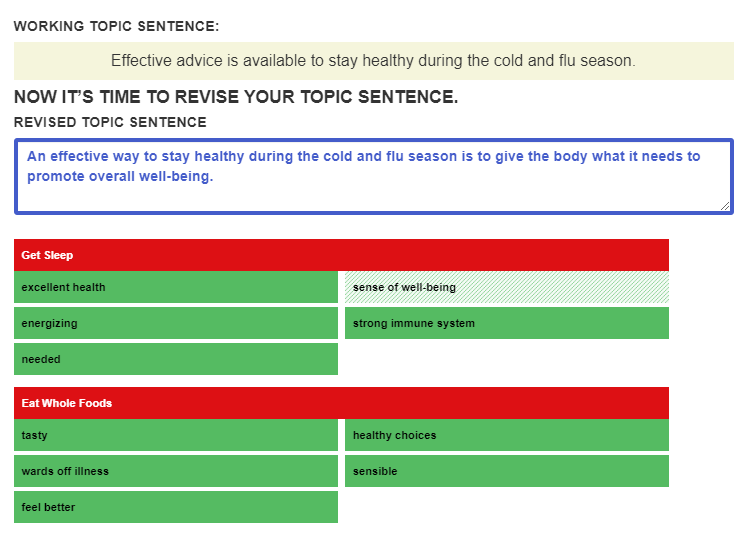 WORKING TOPIC SENTENCE:
Effective advice is available to stay healthy during the cold and flu season.
NOW IT’S TIME TO REVISE YOUR TOPIC SENTENCE.
REVISED TOPIC SENTENCE
An effective way to stay healthy during the cold and flu season is to give the body what it needs to
promote overall well-being.
Get Sleep
excellent health
sense of well-being
energizing
strong immune system
needed
Eat Whole Foods
tasty
healthy choices
wards off illness
sensible
feel better